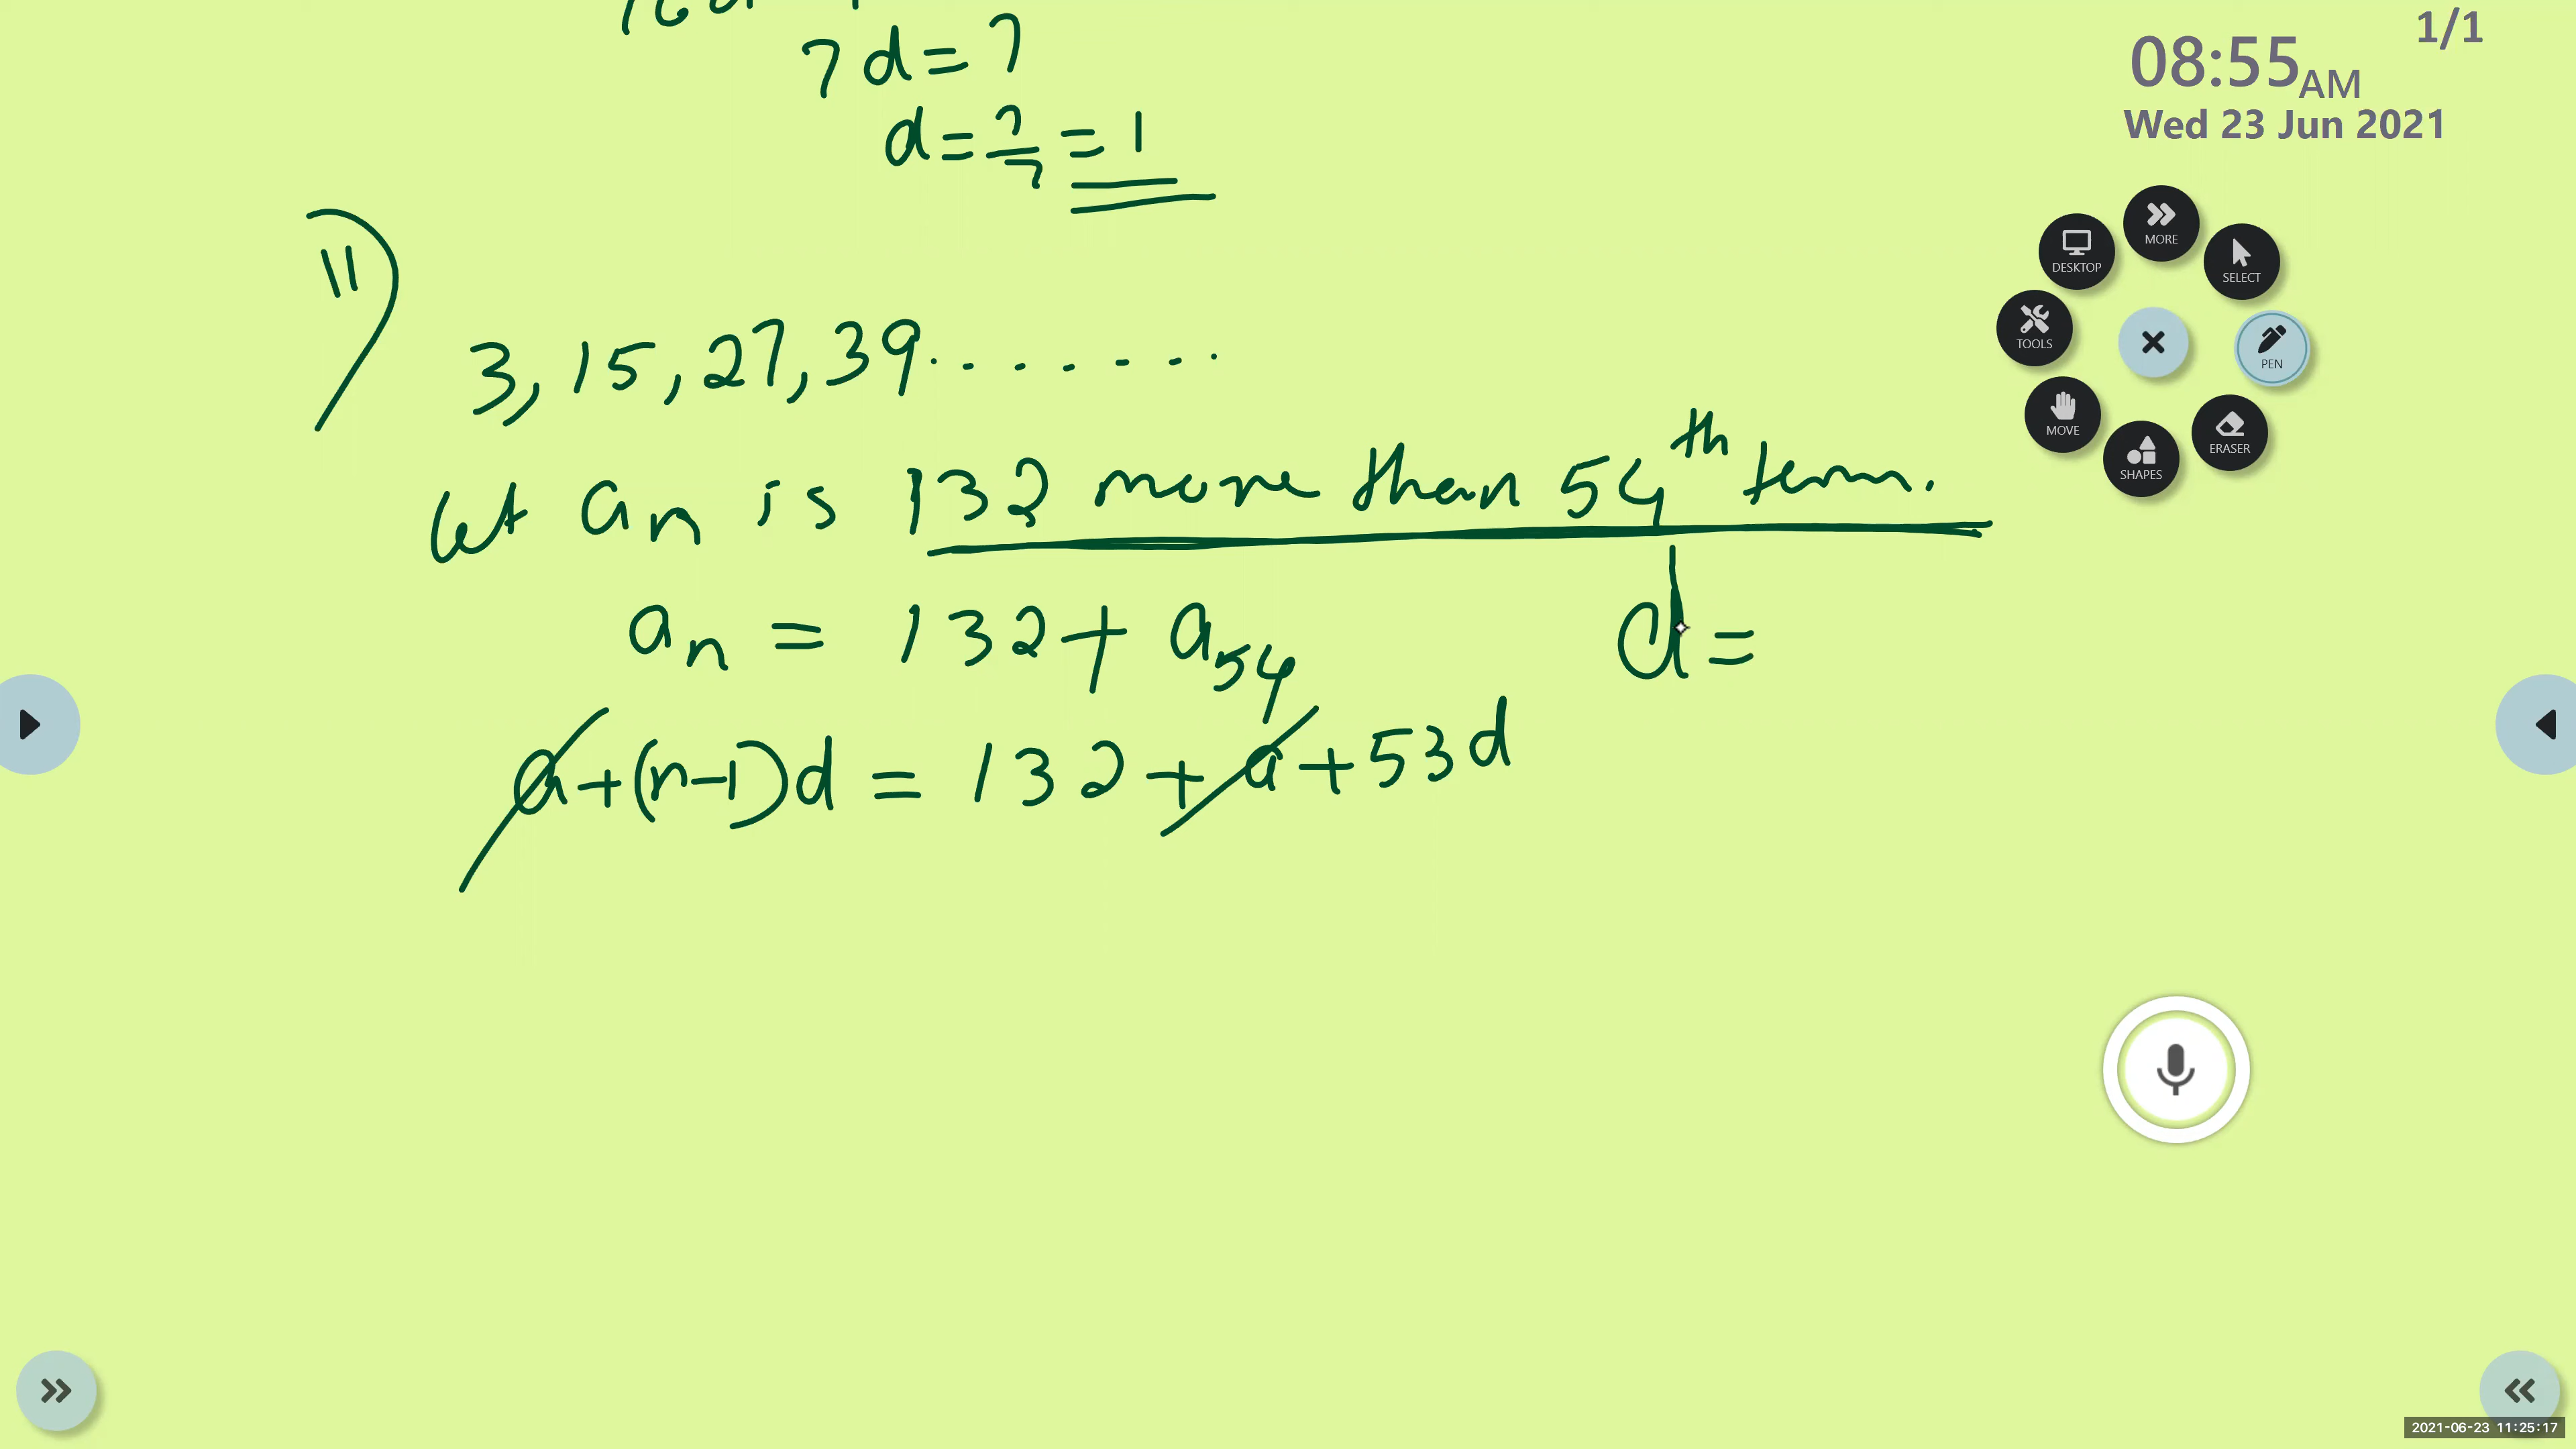 7d = 7
d = 7/7 = 1
11)
3, 15, 27, 39........
let an is 132 more than 54th term.
an = 132 + a54
d =
a + (n-1)d = 132 + a + 53d
1/1
08:55AM
Wed 23 Jun 2021
MORE
DESKTOP
SELECT
TOOLS
PEN
MOVE
ERASER
SHAPES
2021-06-23 11:25:17